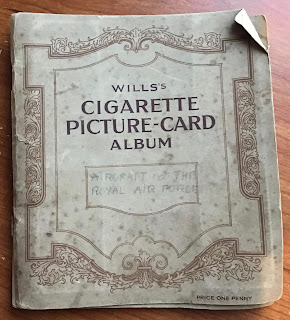 WILLS'S
CIGARETTE
PICTURE-CARD
ALBUM
AIRCRAFT OF THE
ROYAL AIR FORCE
PRICE ONE PENNY